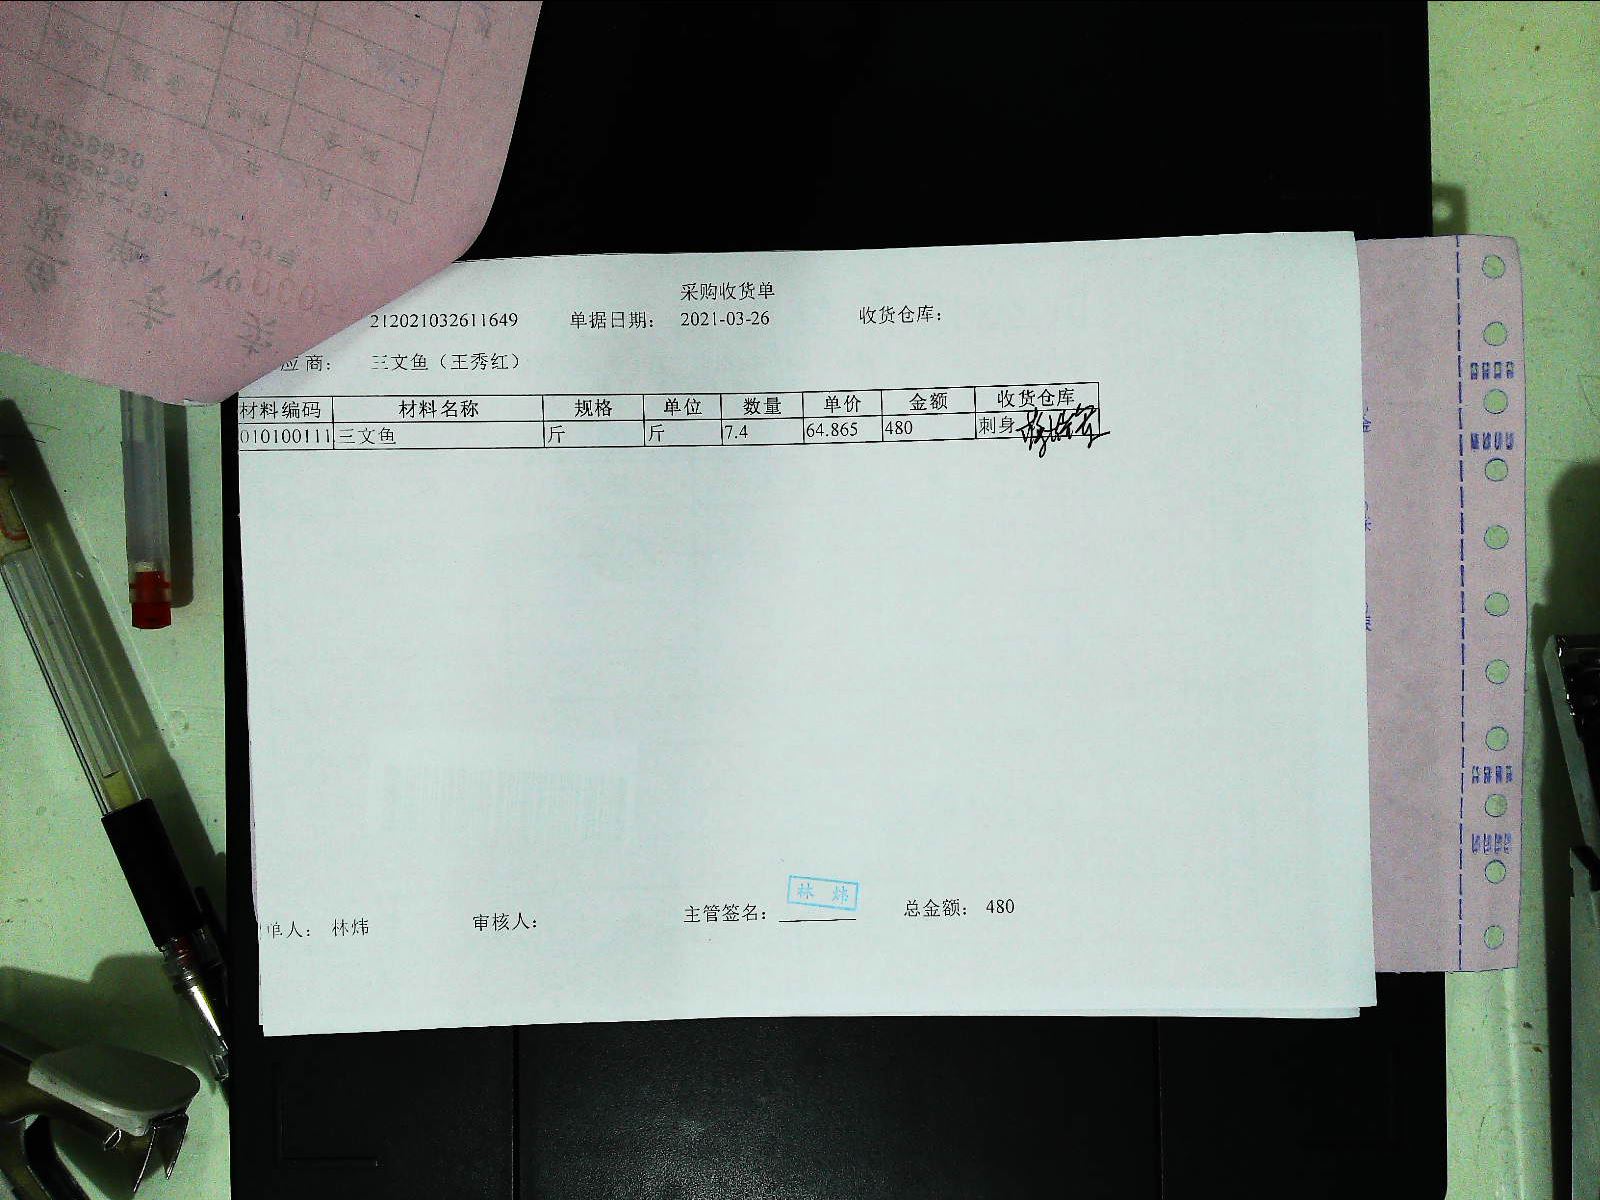 采购收货单
212021032611649 单据日期： 2021-03-26 收货仓库：
应商： 三文鱼（王秀红）
材料编码 材料名称 规格 单位 数量 单价 金额 收货仓库
010100111 三文鱼 斤 斤 7.4 64.865 480 刺身
林炜
单人： 林炜 审核人： 主管签名： 总金额： 480